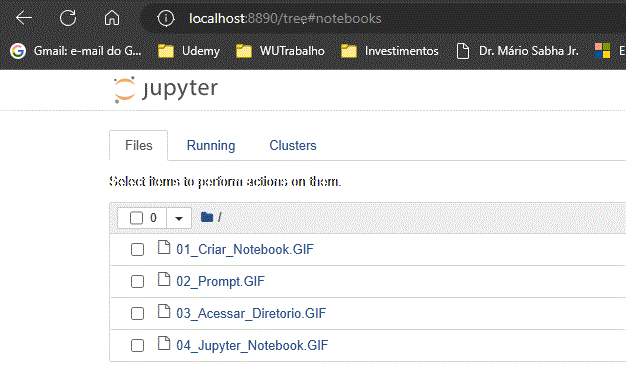 localhost:8890/tree#notebooks
Gmail: e-mail do G... Udemy WUTrabalho Investimentos Dr. Mário Sabha Jr. E
jupyter
Files Running Clusters
Select items to perform actions on them.
0 /
01_Criar_Notebook.GIF
02_Prompt.GIF
03_Acessar_Diretorio.GIF
04_Jupyter_Notebook.GIF